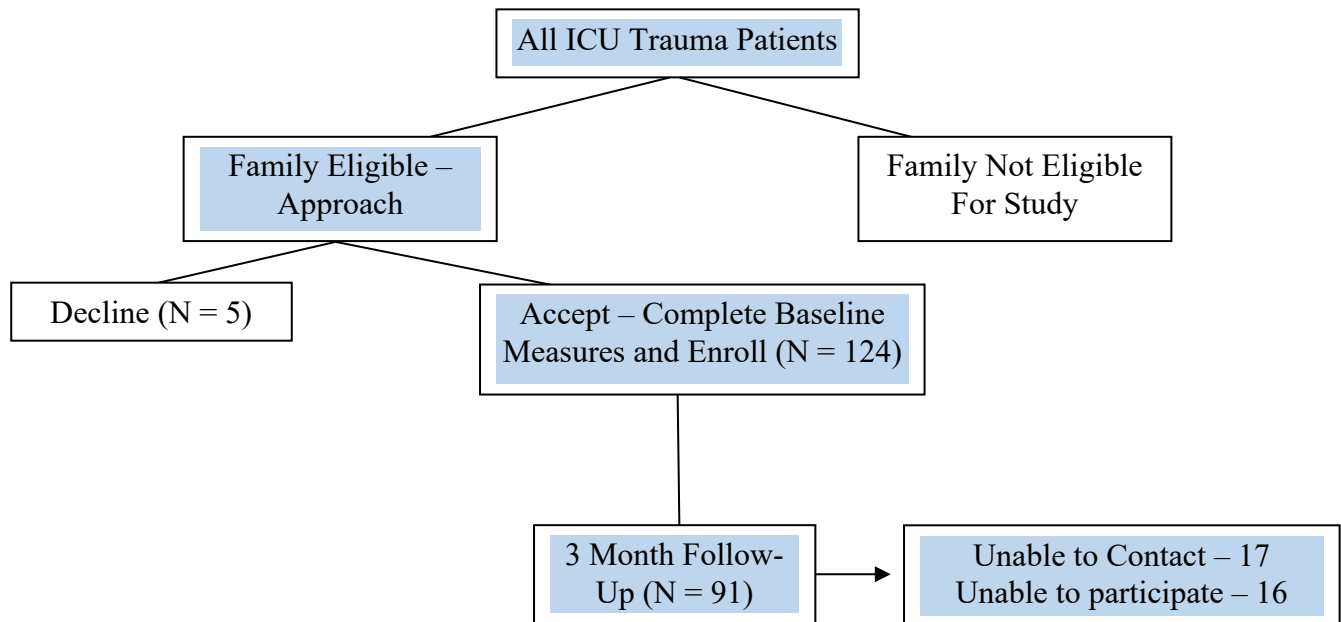 All ICU Trauma Patients
Family Eligible –
Approach
Family Not Eligible
For Study
Decline (N = 5)
Accept – Complete Baseline
Measures and Enroll (N = 124)
3 Month Follow-
Up (N = 91)
Unable to Contact – 17
Unable to participate – 16